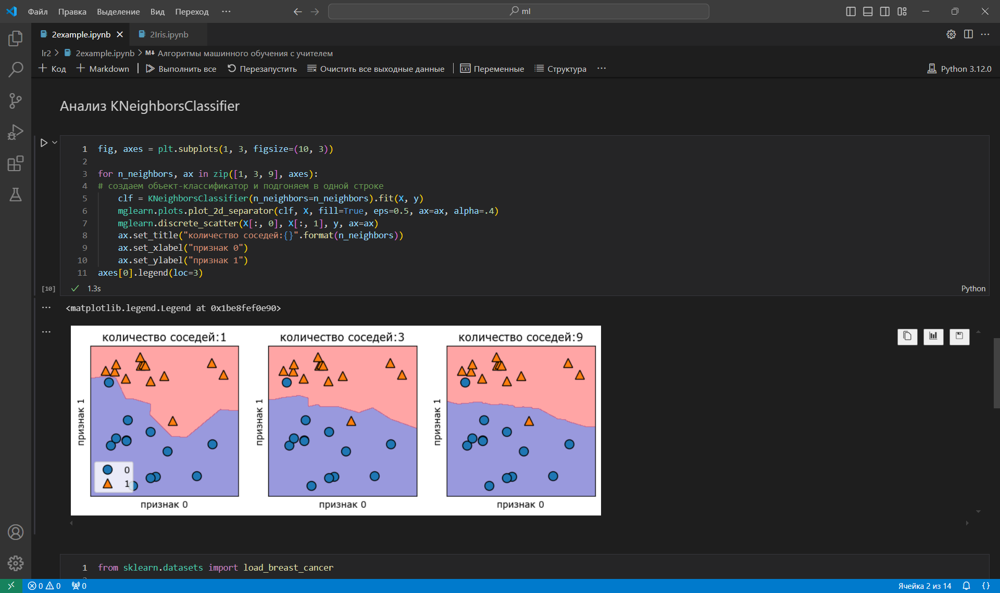 Файл Правка Выделение Вид Переход ··· ml
2example.ipynb 2Iris.ipynb
lr2 > 2example.ipynb > M↓ Алгоритмы машинного обучения с учителем
+ Код + Markdown | Выполнить все Перезапустить Очистить все выходные данные | Переменные Структура ··· Python 3.12.0
Анализ KNeighborsClassifier
1 fig, axes = plt.subplots(1, 3, figsize=(10, 3))
2
3 for n_neighbors, ax in zip([1, 3, 9], axes):
4 # создаем объект-классификатор и подгоняем в одной строке
5     clf = KNeighborsClassifier(n_neighbors=n_neighbors).fit(X, y)
6     mglearn.plots.plot_2d_separator(clf, X, fill=True, eps=0.5, ax=ax, alpha=.4)
7     mglearn.discrete_scatter(X[:, 0], X[:, 1], y, ax=ax)
8     ax.set_title("количество соседей:{}".format(n_neighbors))
9     ax.set_xlabel("признак 0")
10     ax.set_ylabel("признак 1")
11 axes[0].legend(loc=3)
[10] 1.3s Python
<matplotlib.legend.Legend at 0x1be8fef0e90>
количество соседей:1 количество соседей:3 количество соседей:9
признак 1 признак 1 признак 1
0
1
признак 0 признак 0 признак 0
1 from sklearn.datasets import load_breast_cancer
0 0 0 Ячейка 2 из 14 {}